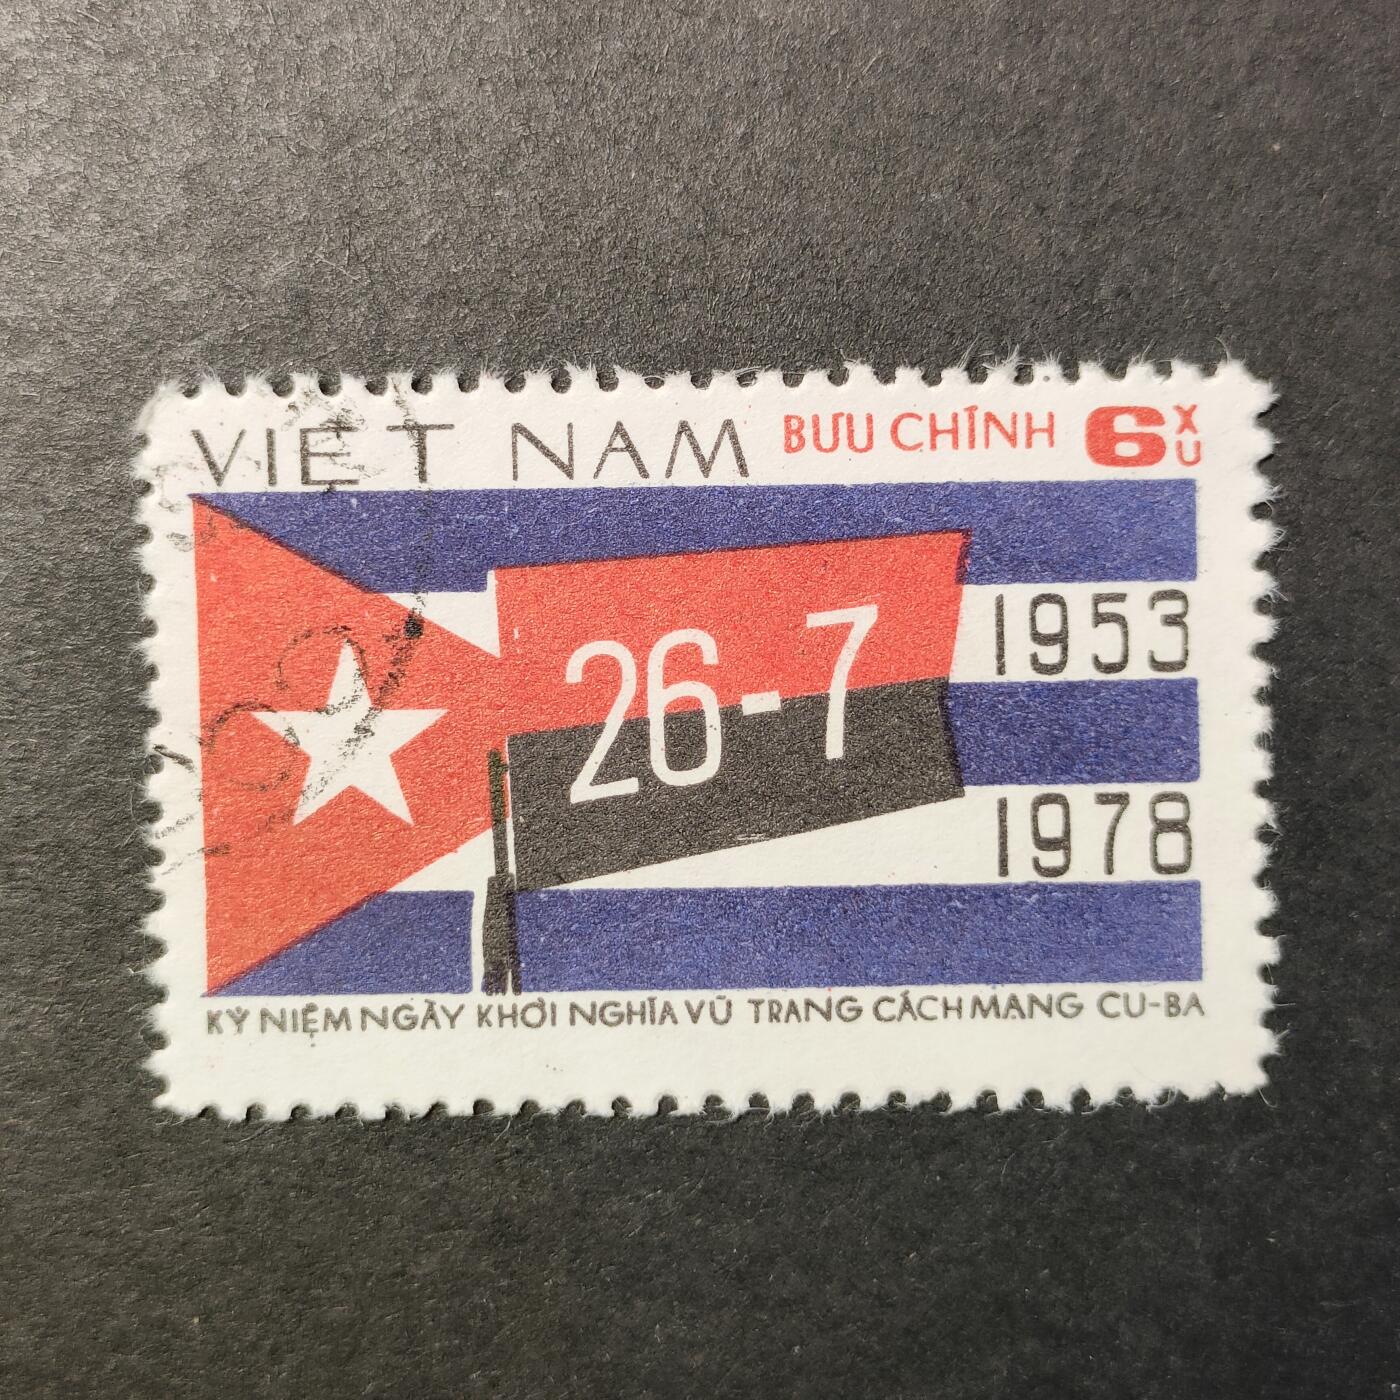 VIỆT NAM BƯU CHÍNH 6 XU
26-7
1953
1978
KỶ NIỆM NGÀY KHỞI NGHĨA VŨ TRANG CÁCH MẠNG CU-BA